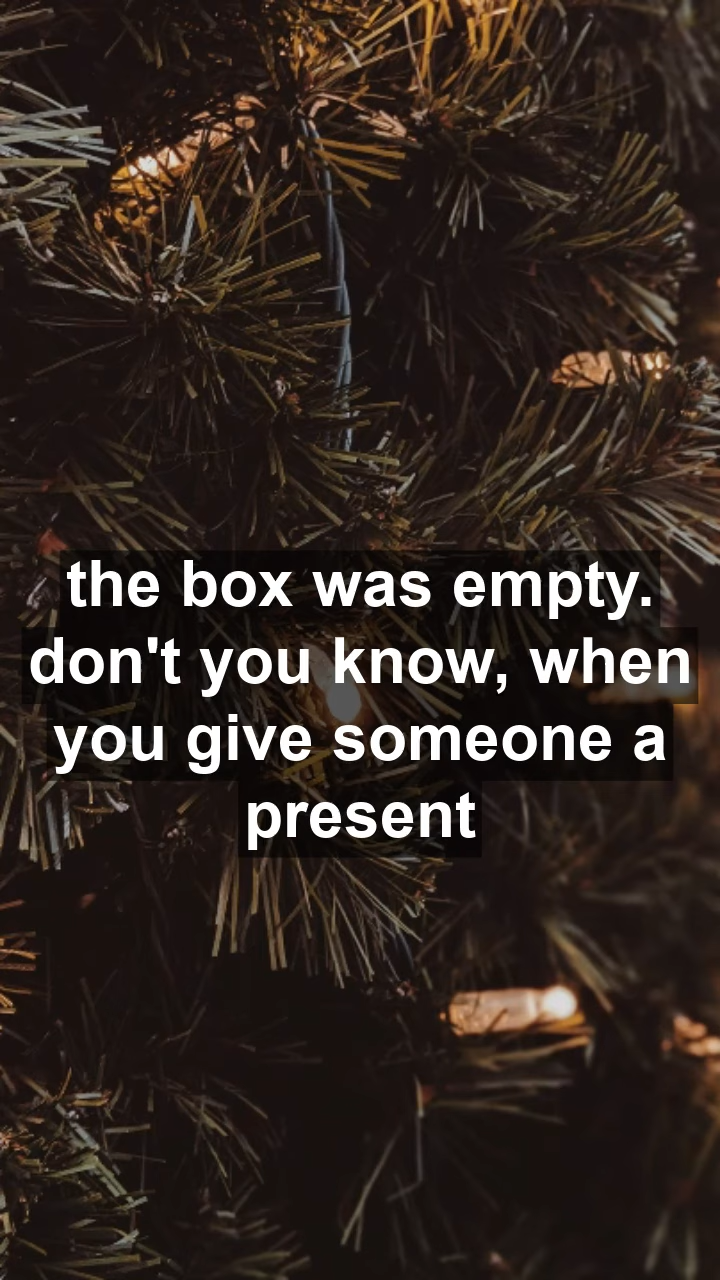 the box was empty.
don't you know, when
you give someone a
present